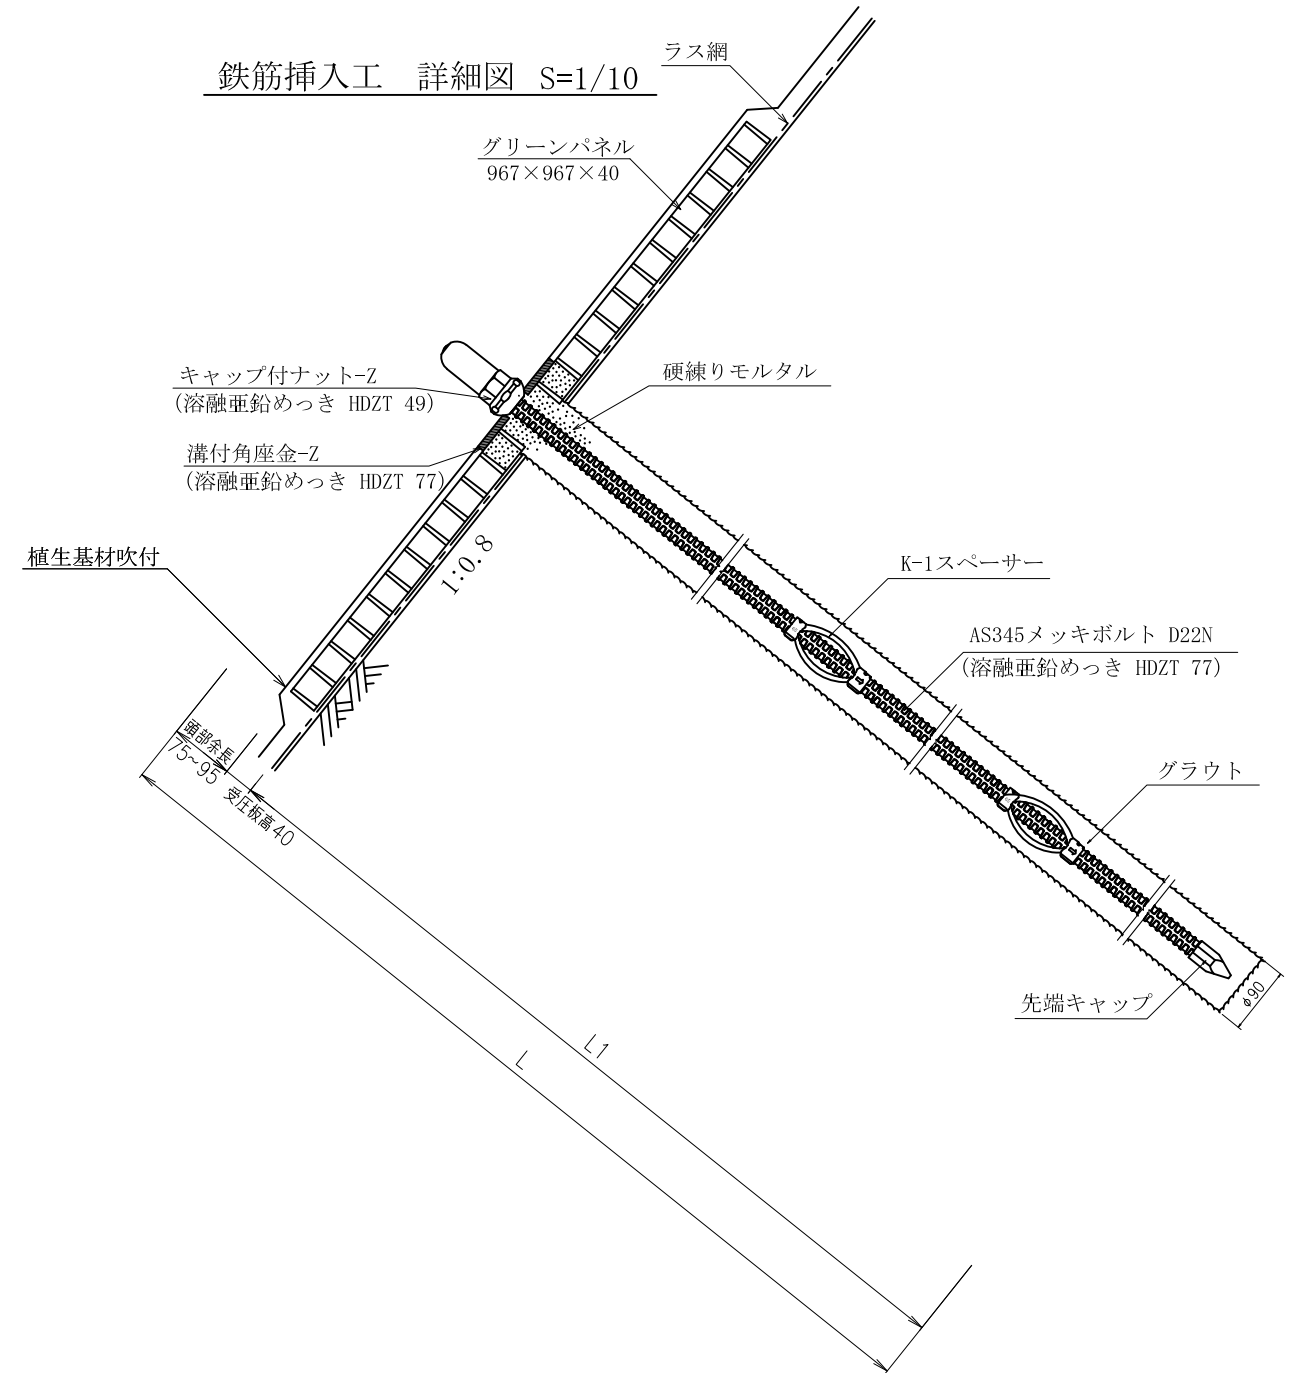 鉄筋挿入工　詳細図　S=1/10
ラス網
グリーンパネル
967×967×40
キャップ付ナット-Z
(溶融亜鉛めっき HDZT 49)
硬練りモルタル
溝付角座金-Z
(溶融亜鉛めっき HDZT 77)
1:0.8
植生基材吹付
K-1スペーサー
AS345メッキボルト D22N
(溶融亜鉛めっき HDZT 77)
頭部余長
75~95
受圧板高40
グラウト
先端キャップ
φ90
L1
L